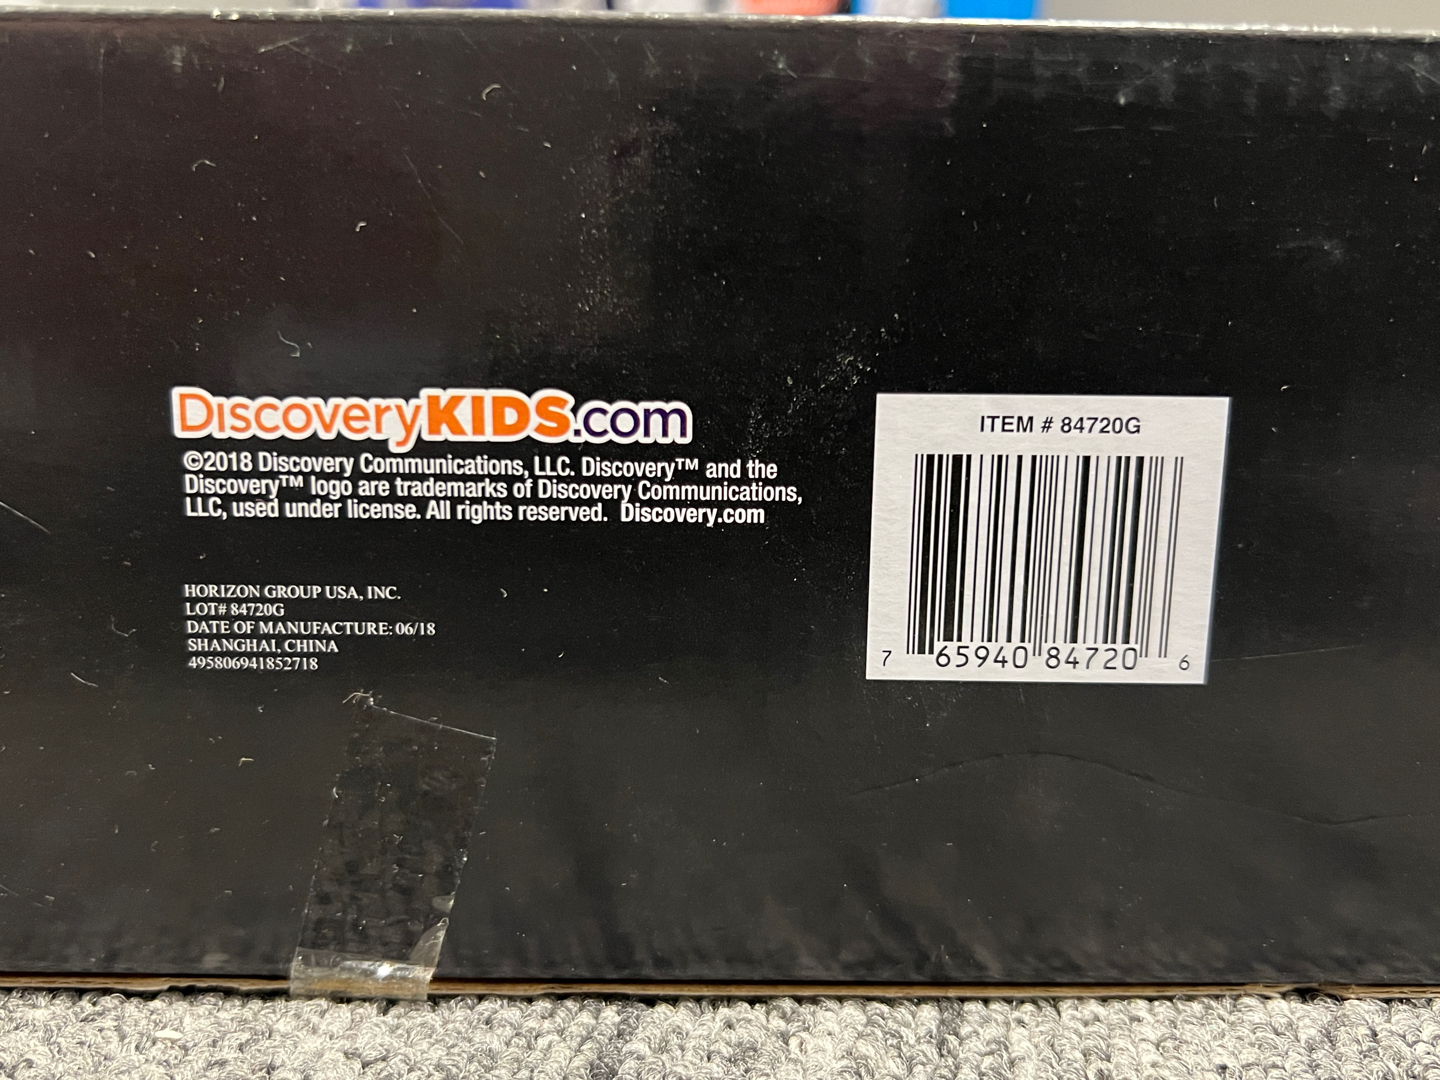 DiscoveryKIDS.com
©2018 Discovery Communications, LLC. Discovery™ and the
Discovery™ logo are trademarks of Discovery Communications,
LLC, used under license. All rights reserved. Discovery.com
HORIZON GROUP USA, INC.
LOT# 84720G
DATE OF MANUFACTURE: 06/18
SHANGHAI, CHINA
495806941852718
ITEM # 84720G
7 65940 84720 6